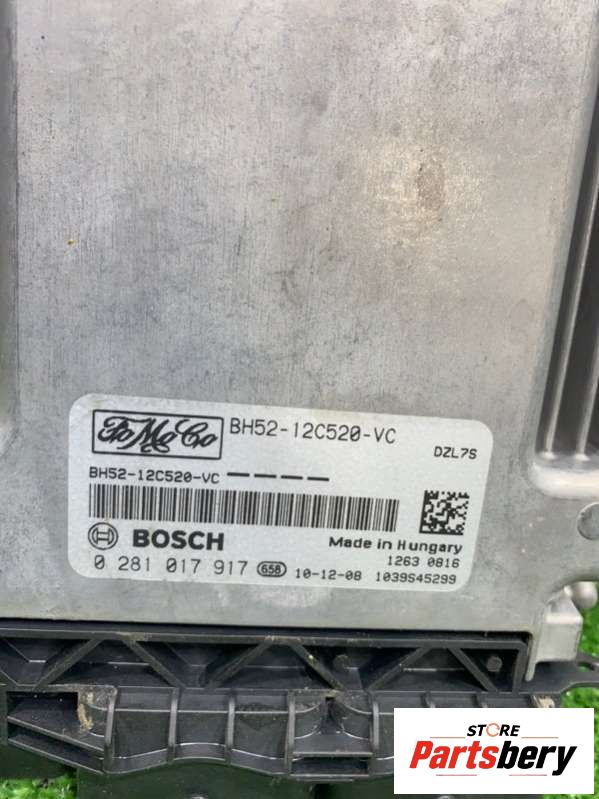 FoMoCo BH52-12C520-VC DZL7S
BH52-12C520-VC ————
BOSCH Made in Hungary
0 281 017 917 658 10-12-08 1263 0816
1039S45299
STORE
Partsbery